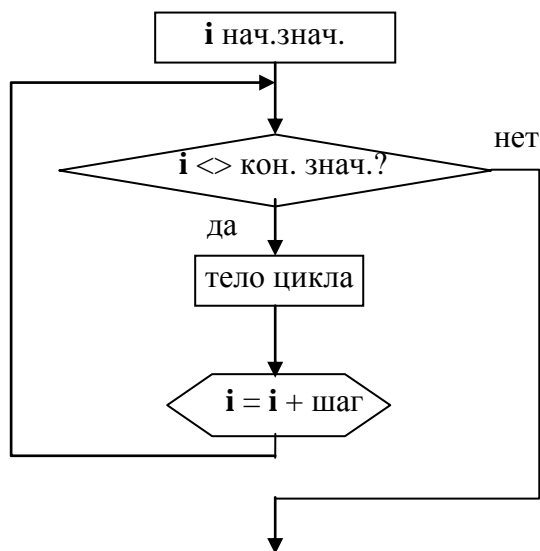 i нач.знач.
нет
i <> кон. знач.?
да
тело цикла
i = i + шаг